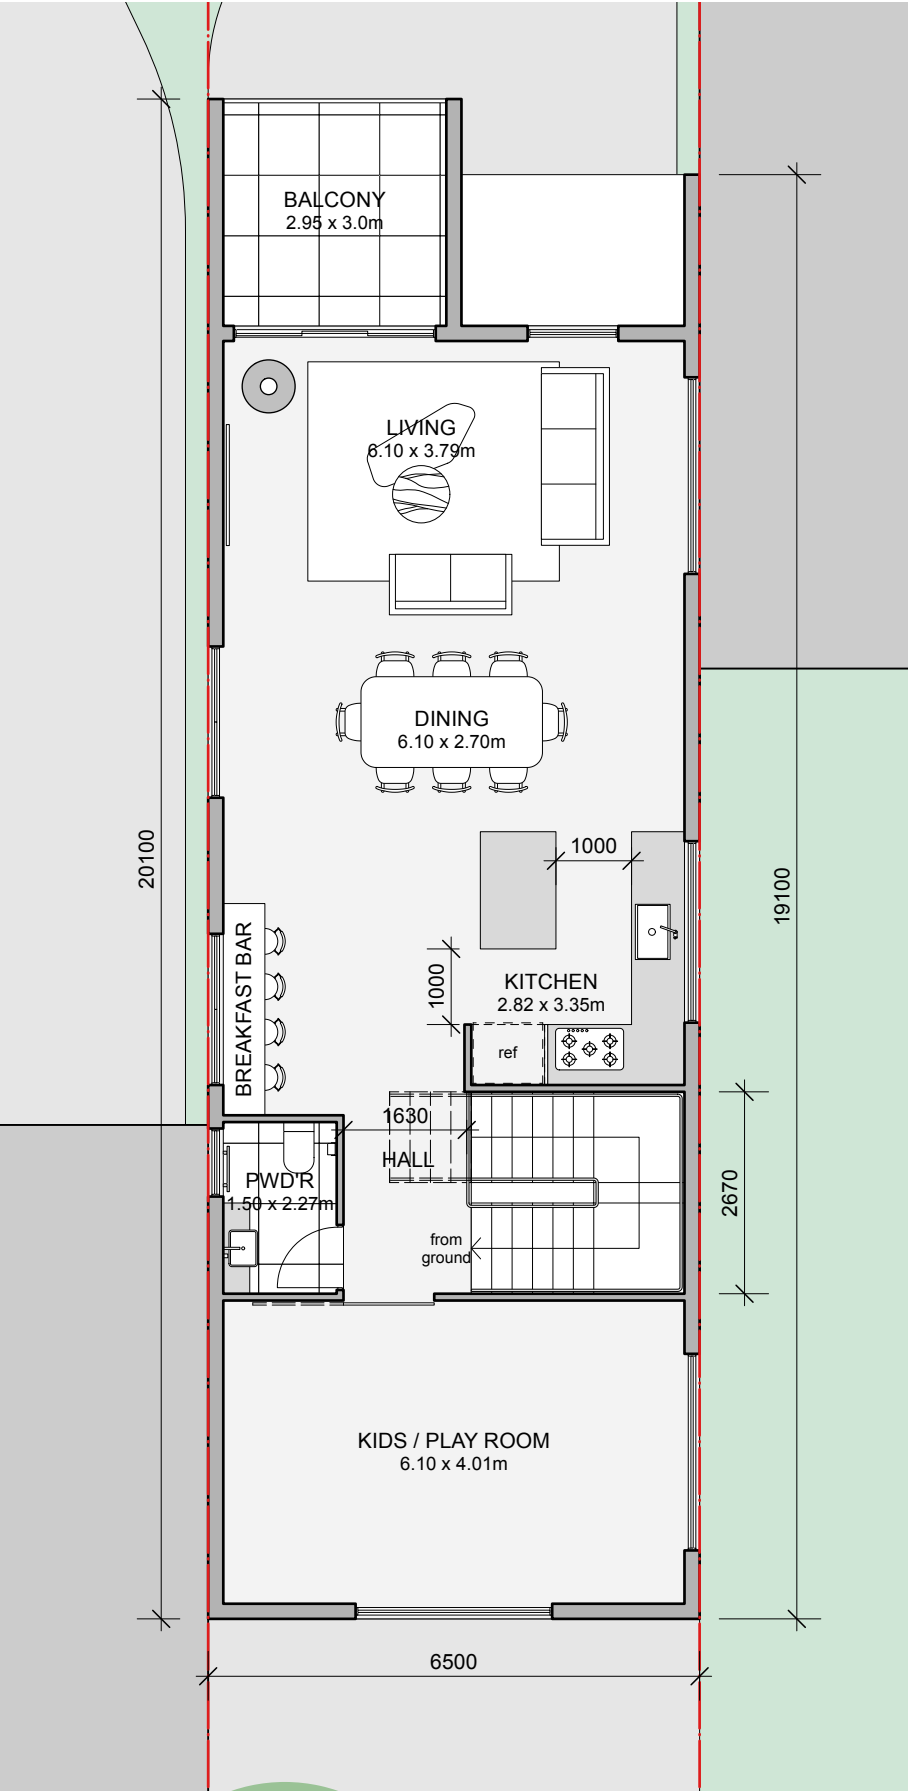 BALCONY
2.95 x 3.0m
LIVING
6.10 x 3.79m
DINING
6.10 x 2.70m
20100
19100
1000
BREAKFAST BAR
1000
KITCHEN
2.82 x 3.35m
ref
1630
HALL
PWD'R
1.50 x 2.27m
2670
from
ground
KIDS / PLAY ROOM
6.10 x 4.01m
6500